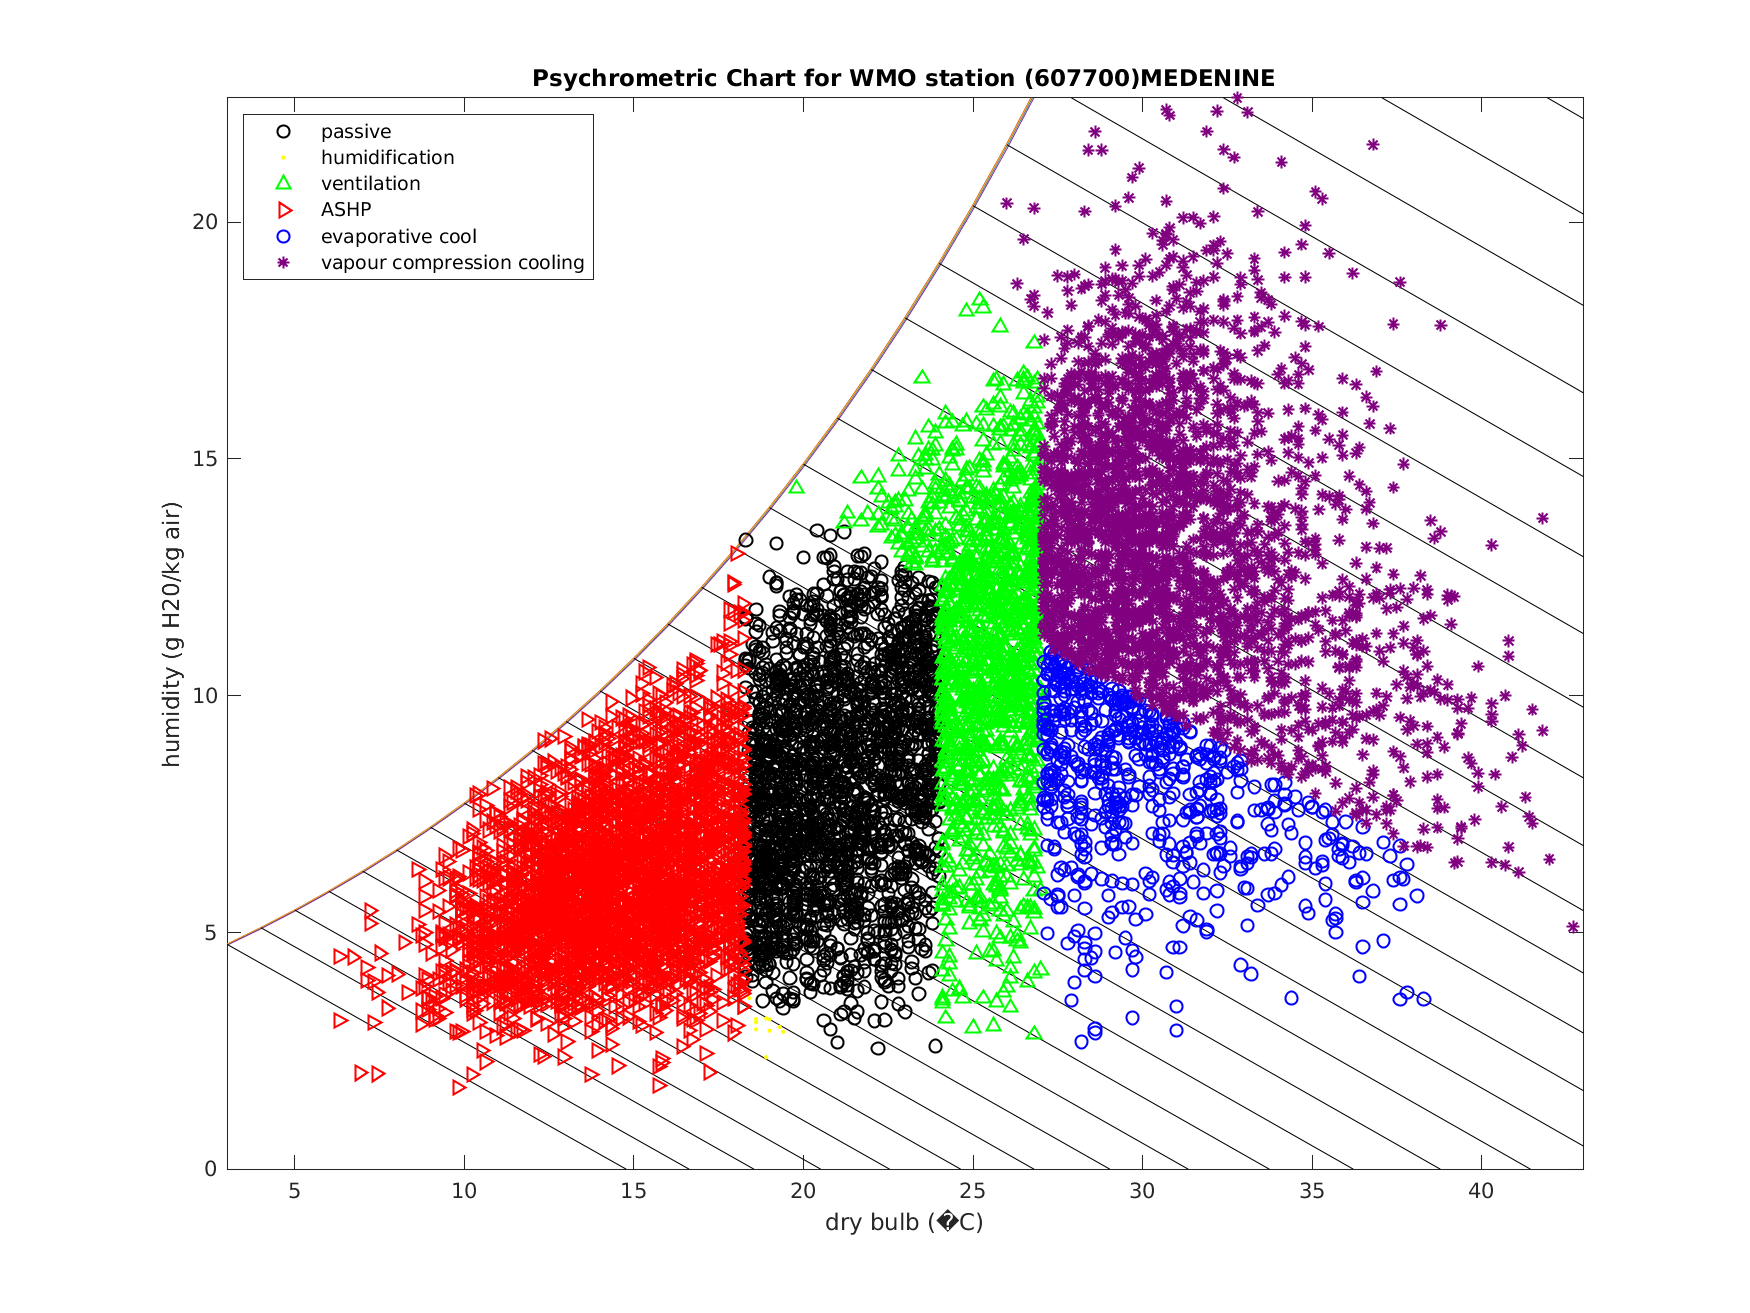 Psychrometric Chart for WMO station (607700)MEDENINE
passive
humidification
ventilation
ASHP
evaporative cool
vapour compression cooling
humidity (g H20/kg air)
20
15
10
5
0
5 10 15 20 25 30 35 40
dry bulb (�C)